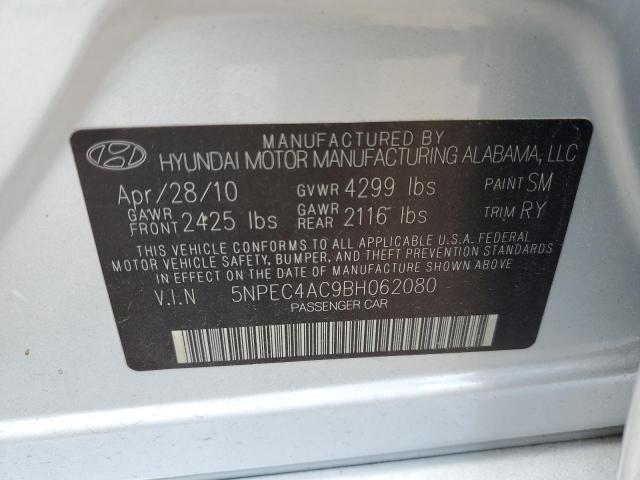 MANUFACTURED BY
HYUNDAI MOTOR MANUFACTURING ALABAMA, LLC
Apr/28/10 GVWR 4299 lbs PAINT SM
GAWR FRONT 2425 lbs GAWR REAR 2116 lbs TRIM RY
THIS VEHICLE CONFORMS TO ALL APPLICABLE U.S.A. FEDERAL
MOTOR VEHICLE SAFETY, BUMPER, AND THEFT PREVENTION STANDARDS
IN EFFECT ON THE DATE OF MANUFACTURE SHOWN ABOVE.
V.I.N 5NPEC4AC9BH062080
PASSENGER CAR